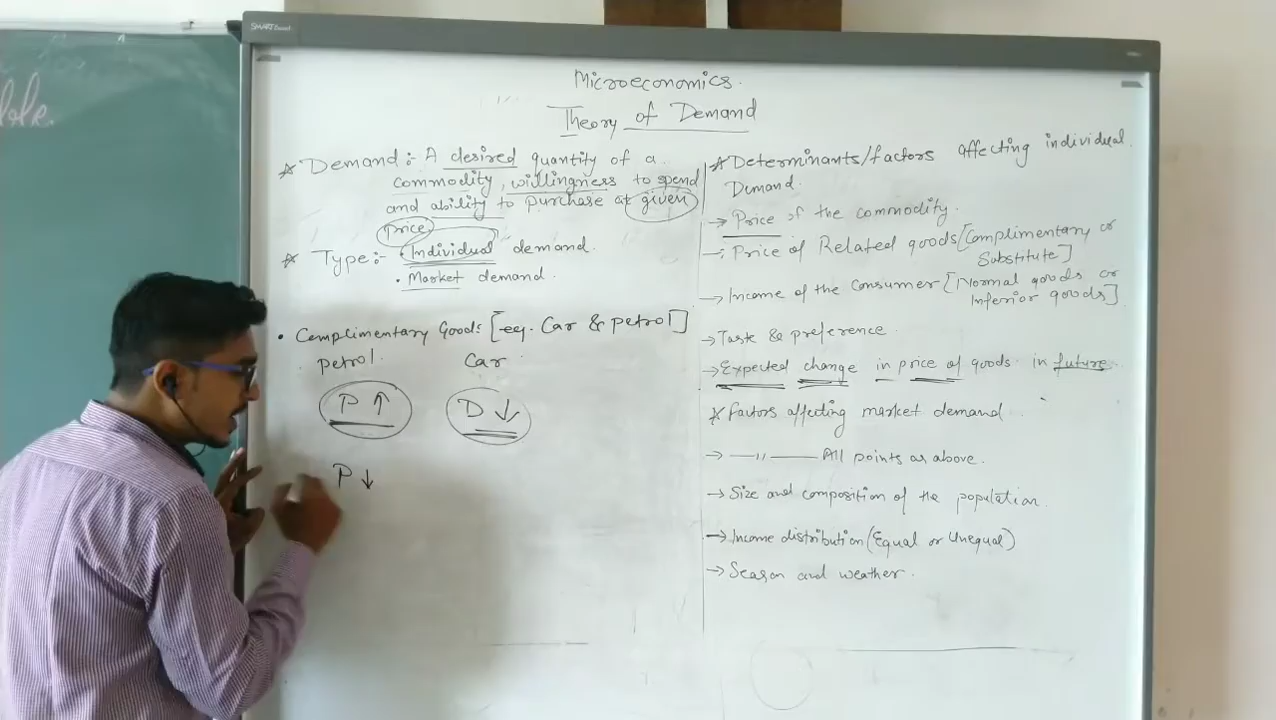 SMART Board
ble.
Microeconomics.
Theory of Demand
* Demand :- A desired quantity of a
commodity, willingness to spend
and ability to purchase at given
Price
* Type:- Individual demand.
• Market demand.
• Complimentary Goods [eg. Car & petrol]
petrol. Car
P ↑ D ↓
P ↓
* Determinants/factors affecting individual
Demand.
→ Price of the commodity.
→ Price of Related goods [Complimentary or
Substitute]
→ Income of the consumer [Normal goods or
Inferior goods]
→ Taste & preference.
→ Expected change in price of goods in future.
* Factors affecting market demand.
→ —〃— All points as above.
→ Size and composition of the population.
→ Income distribution (Equal or Unequal)
→ Season and weather.